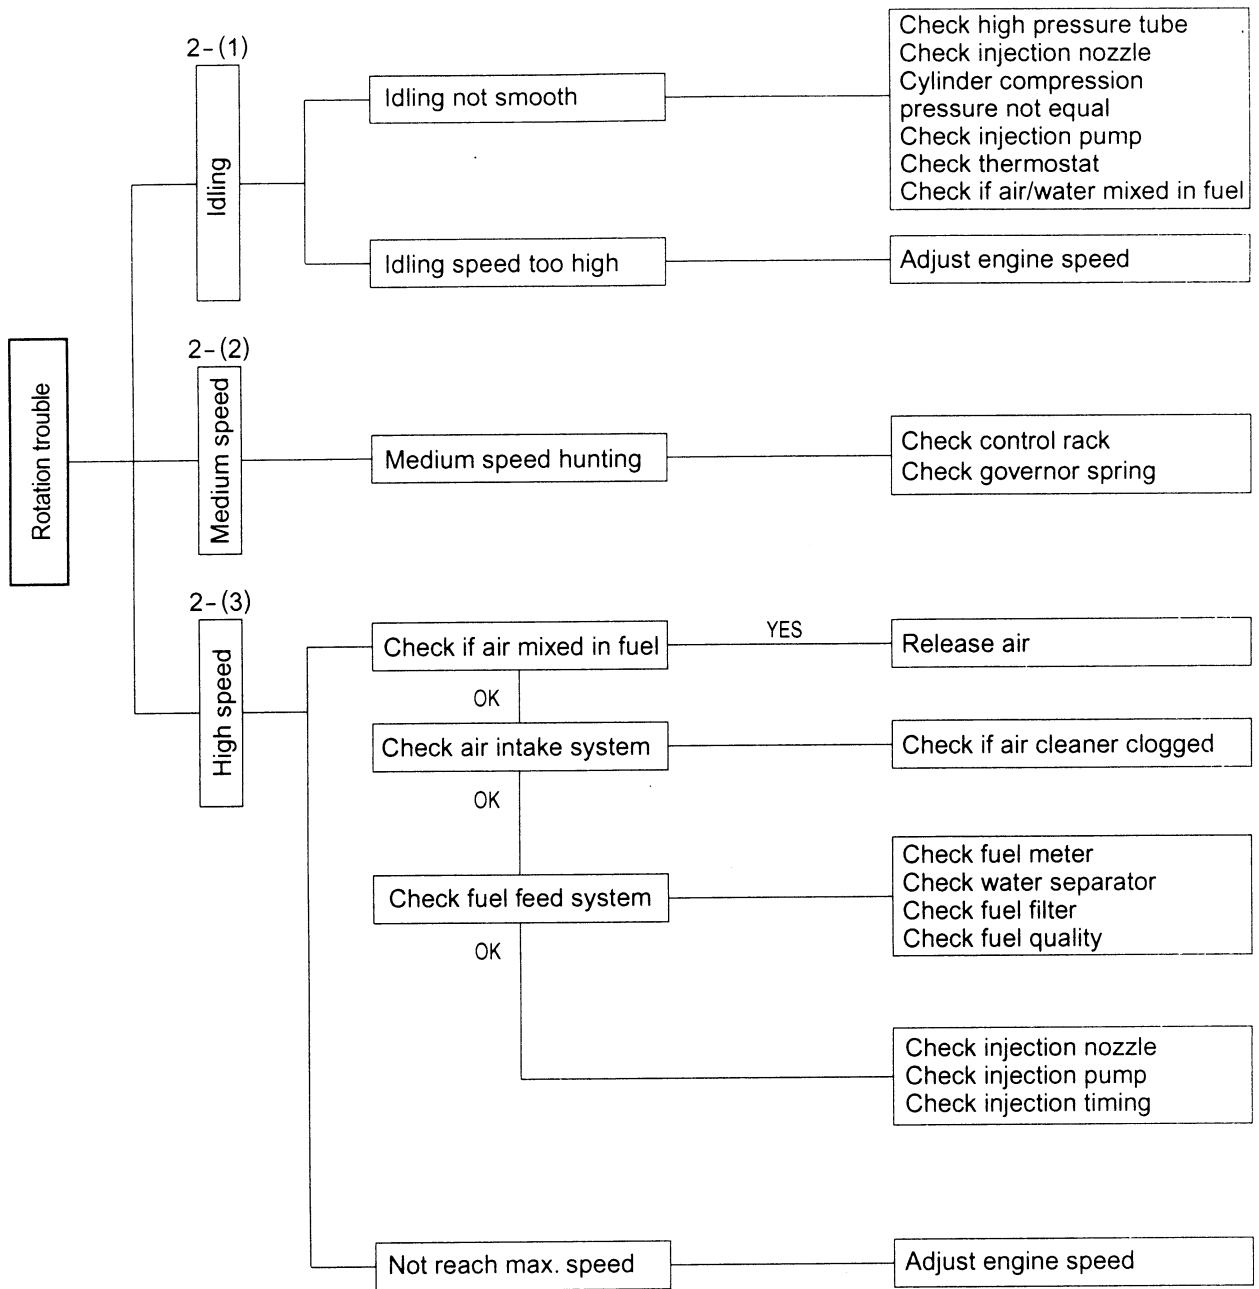 Rotation trouble
2-(1)
Idling
Idling not smooth
Check high pressure tube
Check injection nozzle
Cylinder compression
pressure not equal
Check injection pump
Check thermostat
Check if air/water mixed in fuel
Idling speed too high
Adjust engine speed
2-(2)
Medium speed
Medium speed hunting
Check control rack
Check governor spring
2-(3)
High speed
Check if air mixed in fuel
YES
Release air
OK
Check air intake system
Check if air cleaner clogged
OK
Check fuel feed system
Check fuel meter
Check water separator
Check fuel filter
Check fuel quality
OK
Check injection nozzle
Check injection pump
Check injection timing
Not reach max. speed
Adjust engine speed